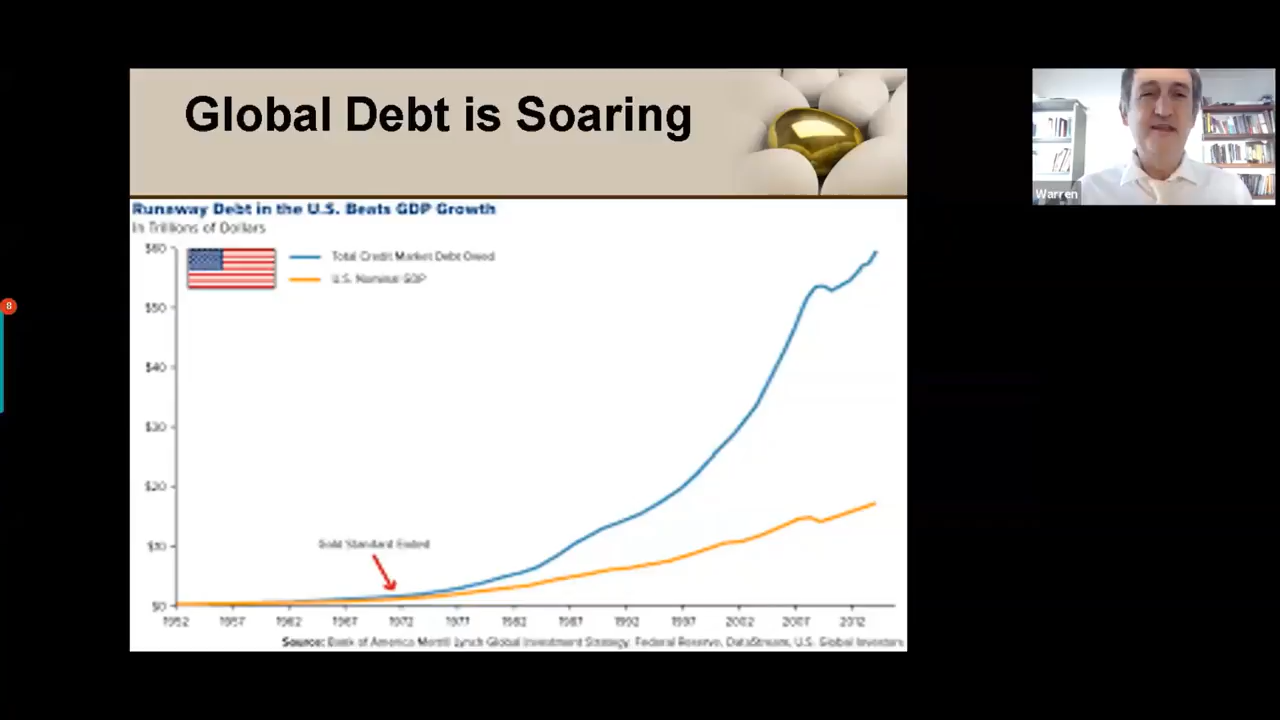 Global Debt is Soaring
Runaway Debt in the U.S. Beats GDP Growth
In Trillions of Dollars
Total Credit Market Debt Owed
U.S. Nominal GDP
$60
$50
$40
$30
$20
$10
$0
Gold Standard Ended
1952 1957 1962 1967 1972 1977 1982 1987 1992 1997 2002 2007 2012
Source: Bank of America Merrill Lynch Global Investment Strategy, Federal Reserve, DataStream, U.S. Global Investors
Warren
8